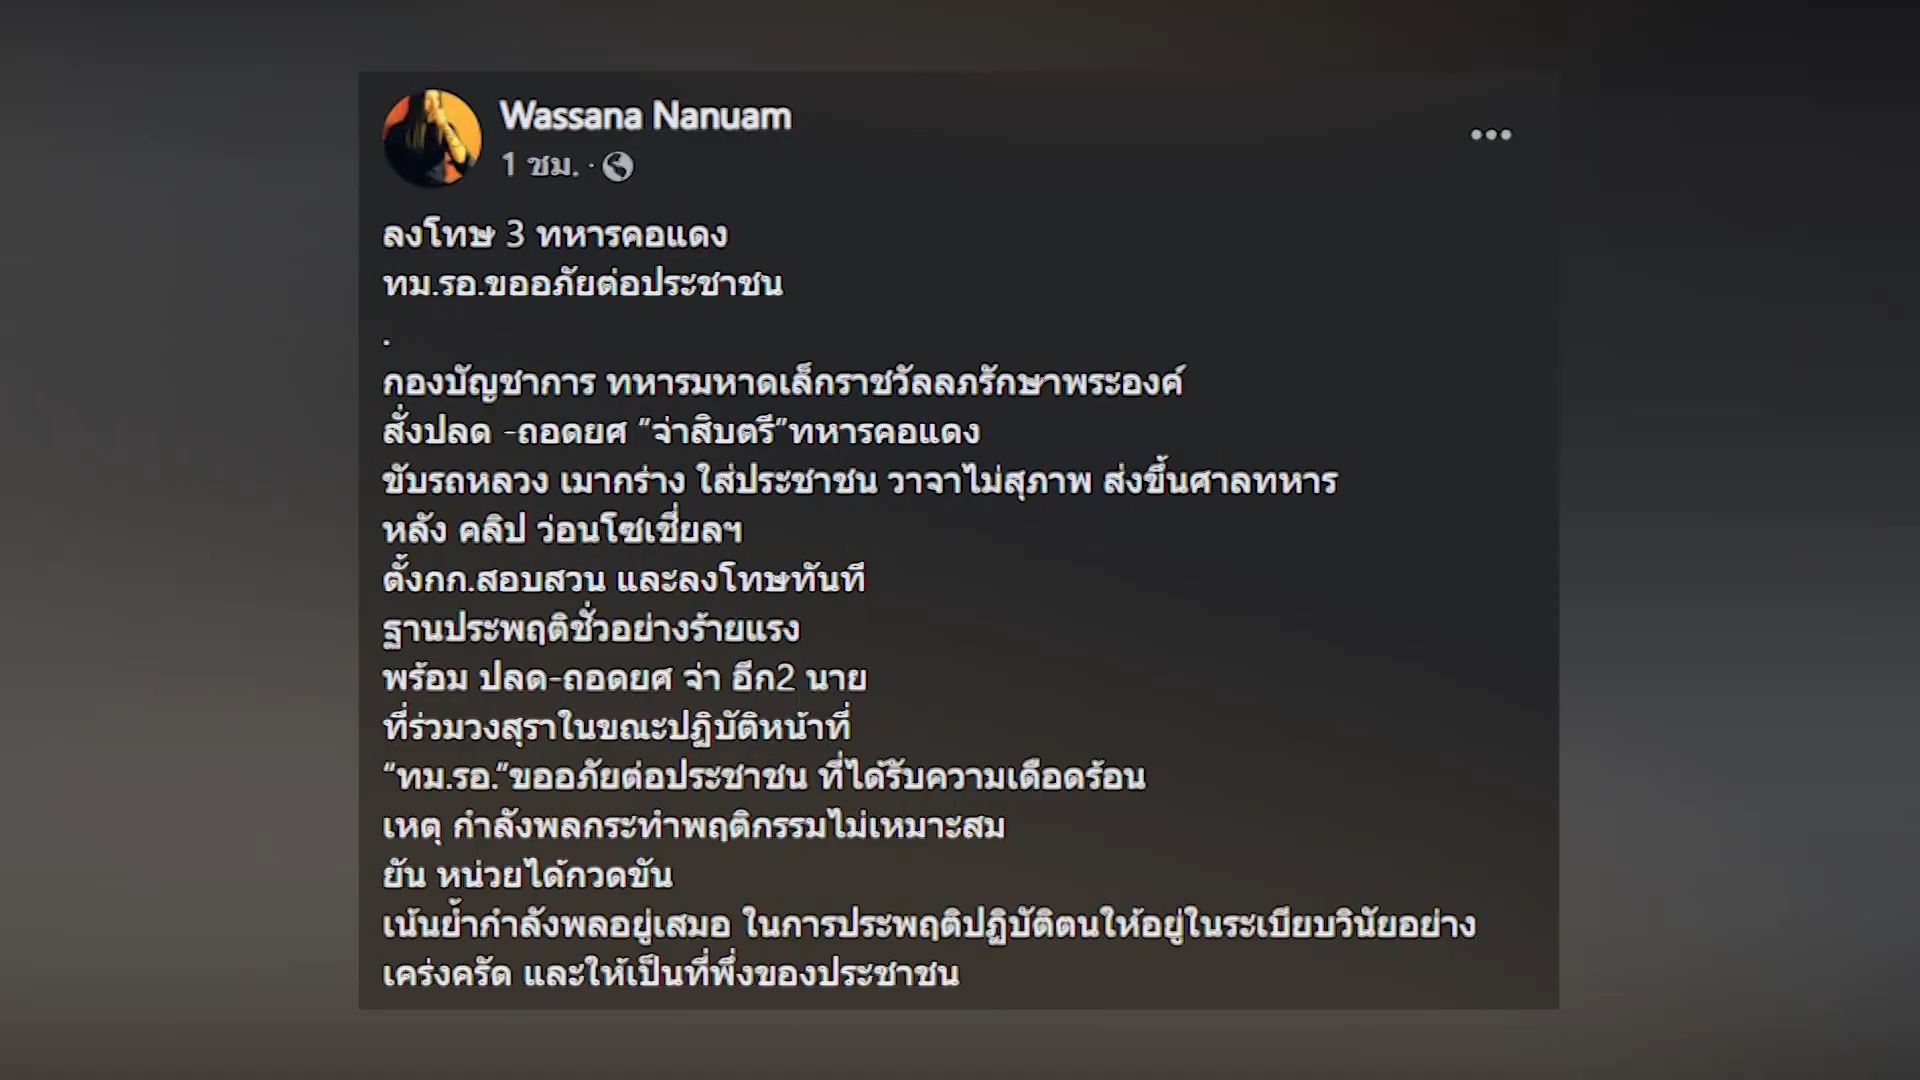 Wassana Nanuam
1 ชม. ·
ลงโทษ 3 ทหารคอแดง
ทม.รอ.ขออภัยต่อประชาชน
.
กองบัญชาการ ทหารมหาดเล็กราชวัลลภรักษาพระองค์
สั่งปลด -ถอดยศ "จ่าสิบตรี"ทหารคอแดง
ขับรถหลวง เมากร่าง ใส่ประชาชน วาจาไม่สุภาพ ส่งขึ้นศาลทหาร
หลัง คลิป ว่อนโซเชี่ยลฯ
ตั้งกก.สอบสวน และลงโทษทันที
ฐานประพฤติชั่วอย่างร้ายแรง
พร้อม ปลด-ถอดยศ จ่า อีก2 นาย
ที่ร่วมวงสุราในขณะปฏิบัติหน้าที่
“ทม.รอ.”ขออภัยต่อประชาชน ที่ได้รับความเดือดร้อน
เหตุ กำลังพลกระทำพฤติกรรมไม่เหมาะสม
ยัน หน่วยได้กวดขัน
เน้นย้ำกำลังพลอยู่เสมอ ในการประพฤติปฏิบัติตนให้อยู่ในระเบียบวินัยอย่าง
เคร่งครัด และให้เป็นที่พึ่งของประชาชน